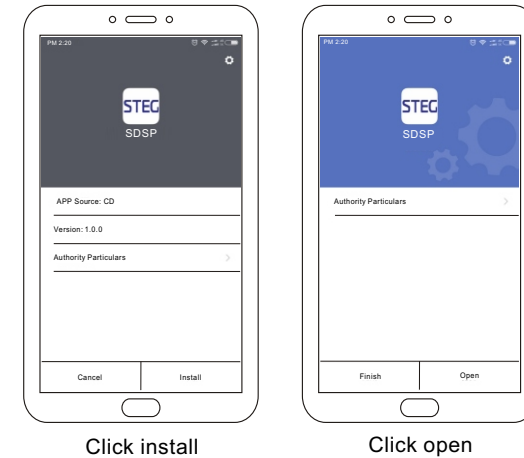 PM 2:20
STEG
SDSP
APP Source: CD
Version: 1.0.0
Authority Particulars
Cancel Install
Click install
PM 2:20
STEG
SDSP
Authority Particulars
Finish Open
Click open